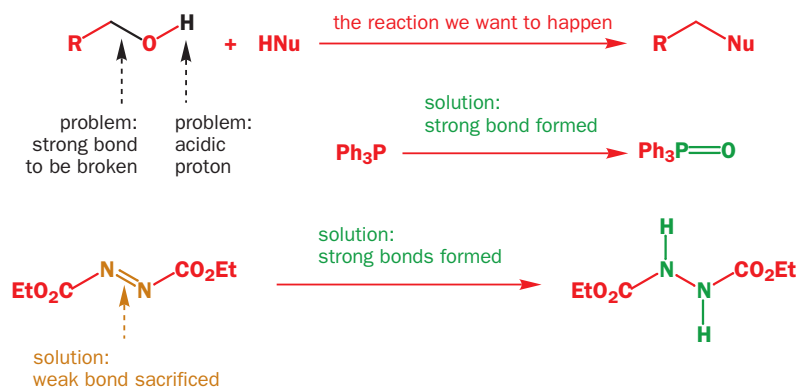 the reaction we want to happen
R O H + HNu R Nu
problem: problem:
strong bond acidic
to be broken proton
solution:
strong bond formed
Ph₃P Ph₃P=O
solution:
strong bonds formed
EtO₂C N=N CO₂Et
H
EtO₂C N N CO₂Et
H
solution:
weak bond sacrificed